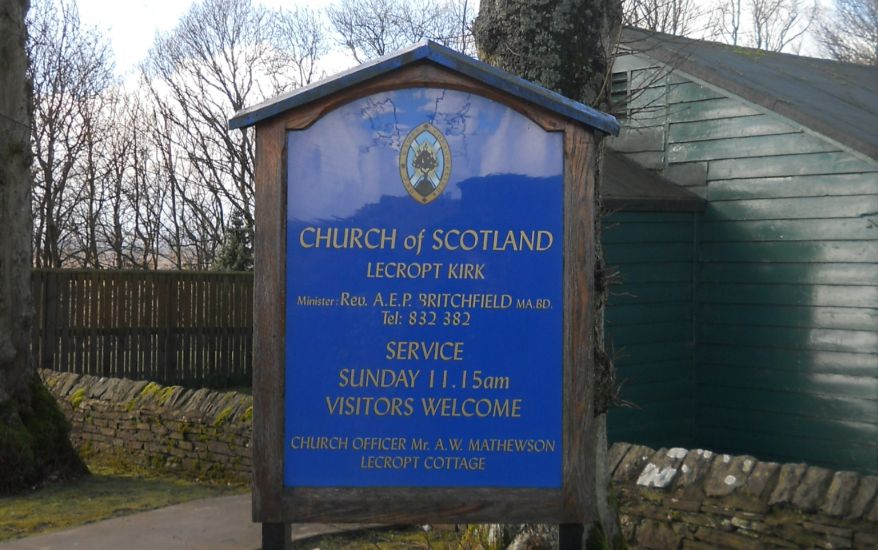 CHURCH of SCOTLAND
LECROPT KIRK
Minister: Rev. A.E.P. BRITCHFIELD MA.BD.
Tel: 832 382
SERVICE
SUNDAY 11.15am
VISITORS WELCOME
CHURCH OFFICER Mr. A.W. MATHEWSON
LECROPT COTTAGE